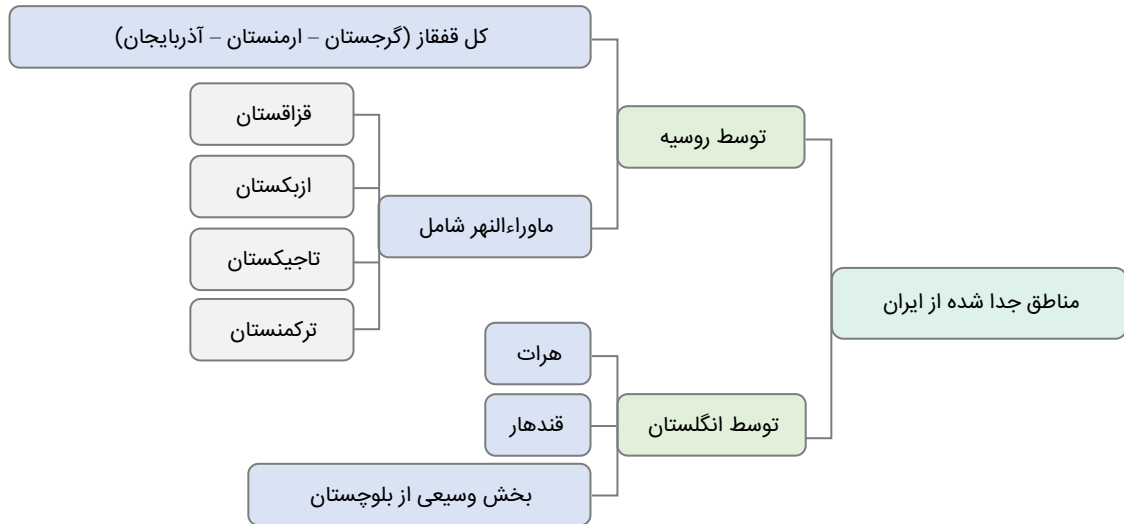 مناطق جدا شده از ایران
توسط روسیه
کل قفقاز (گرجستان – ارمنستان – آذربایجان)
ماوراءالنهر شامل
قزاقستان
ازبکستان
تاجیکستان
ترکمنستان
توسط انگلستان
هرات
قندهار
بخش وسیعی از بلوچستان